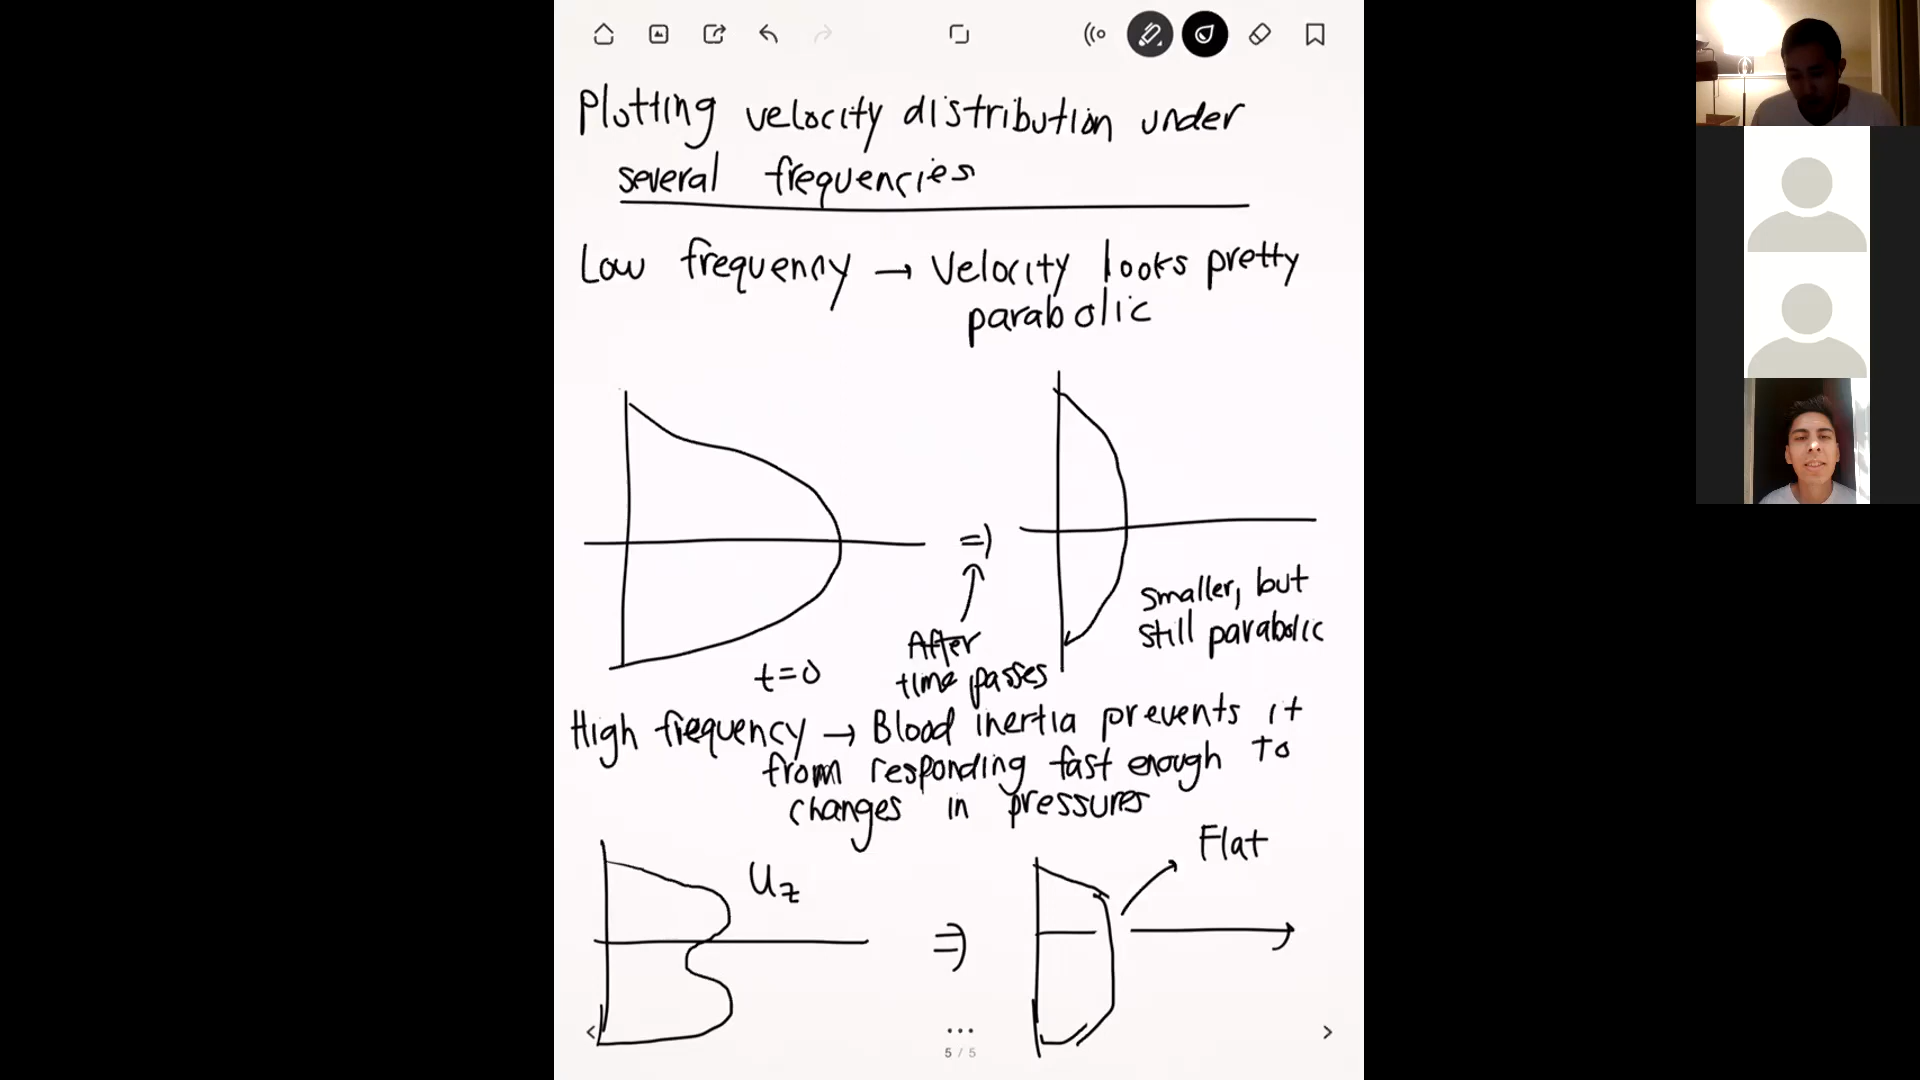 Plotting velocity distribution under
several frequencies
Low frequency → Velocity looks pretty
parabolic
⇒
smaller, but
still parabolic
After
time passes
t=0
High frequency → Blood inertia prevents it
from responding fast enough to
changes in pressures
Flat
Uz
⇒
5 / 5